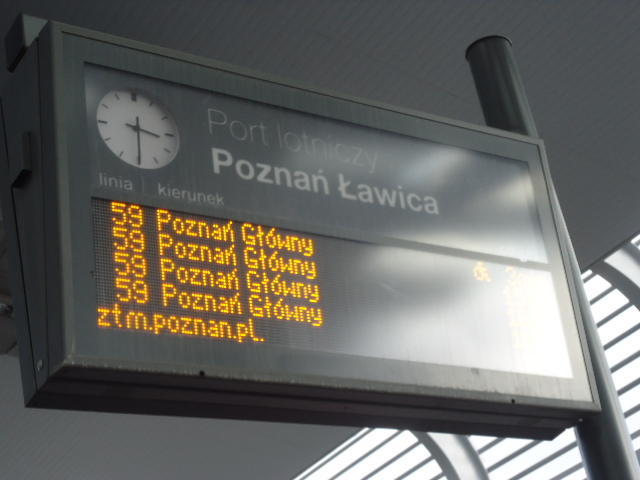 Port lotniczy
Poznań Ławica
linia | kierunek
59 Poznań Główny
59 Poznań Główny
59 Poznań Główny
59 Poznań Główny
ztm.poznan.pl.